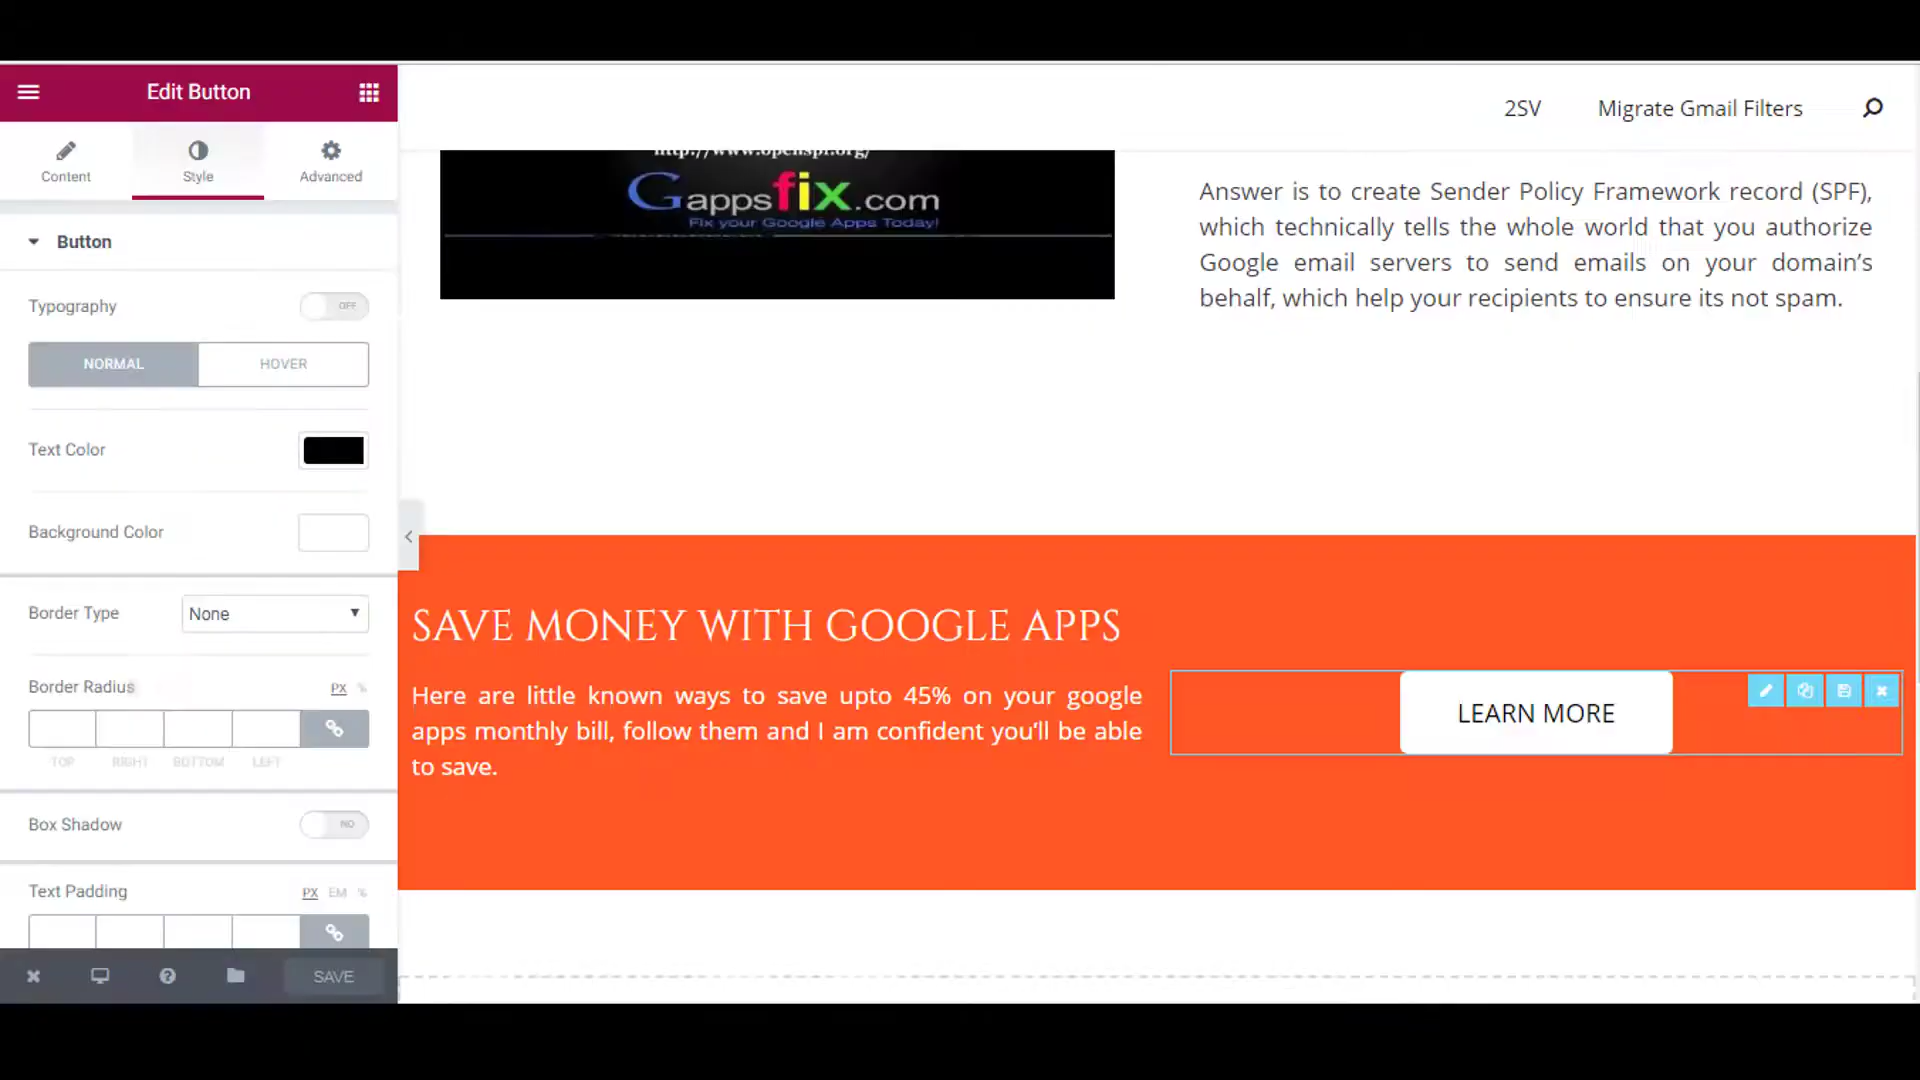 Edit Button
Content
Style
Advanced
Button
Typography
OFF
NORMAL
HOVER
Text Color
Background Color
Border Type
None
Border Radius
PX
%
TOP
RIGHT
BOTTOM
LEFT
Box Shadow
NO
Text Padding
PX
EM
%
SAVE
2SV
Migrate Gmail Filters
http://www.openspf.org/
Gappsfix.com
Fix your Google Apps Today!
Answer is to create Sender Policy Framework record (SPF),
which technically tells the whole world that you authorize
Google email servers to send emails on your domain’s
behalf, which help your recipients to ensure its not spam.
SAVE MONEY WITH GOOGLE APPS
Here are little known ways to save upto 45% on your google
apps monthly bill, follow them and I am confident you’ll be able
to save.
LEARN MORE